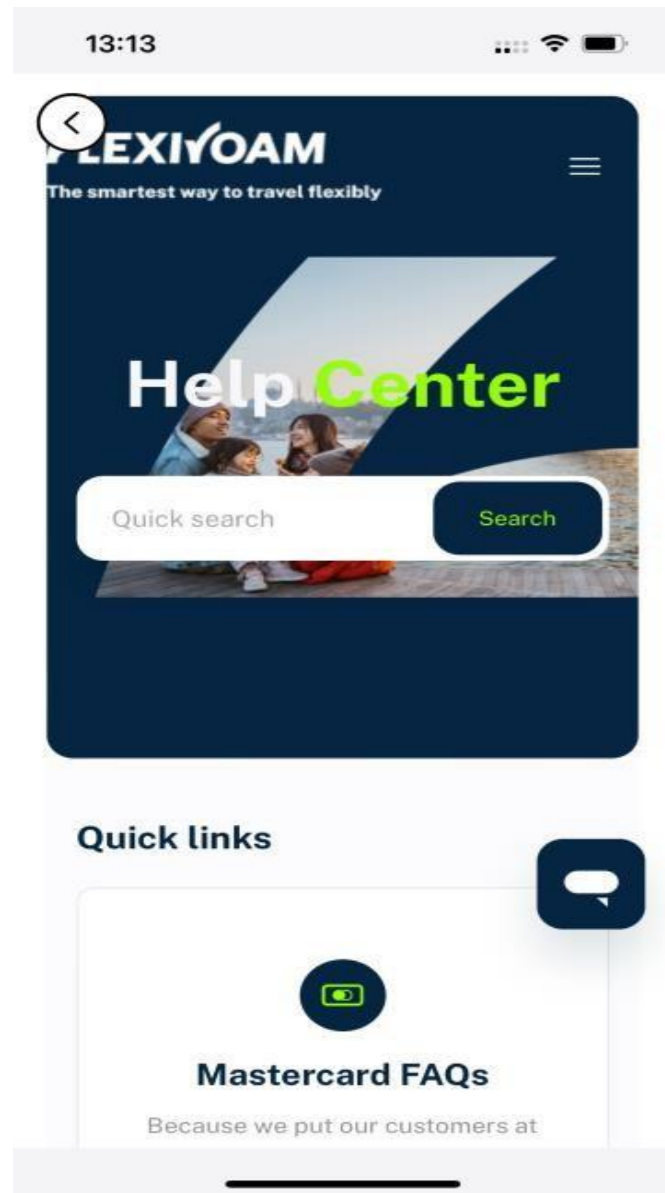 13:13
FLEXIROAM
The smartest way to travel flexibly
Help Center
Quick search
Search
Quick links
Mastercard FAQs
Because we put our customers at